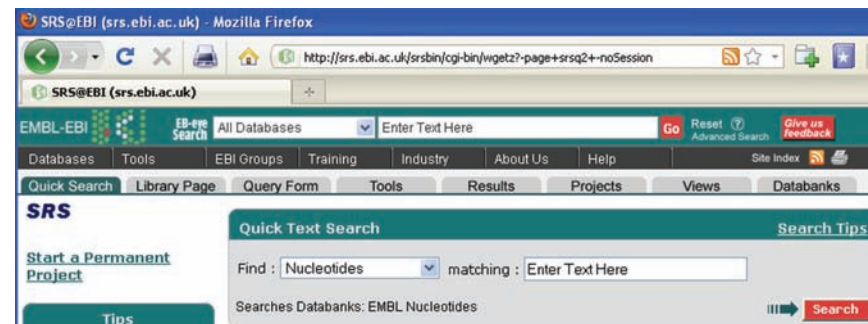 SRS@EBI (srs.ebi.ac.uk) - Mozilla Firefox
http://srs.ebi.ac.uk/srsbin/cgi-bin/wgetz?-page+srsq2+-noSession
SRS@EBI (srs.ebi.ac.uk)
EMBL-EBI EB-eye Search All Databases Enter Text Here Go Reset ? Advanced Search Give us feedback
Databases Tools EBI Groups Training Industry About Us Help Site Index
Quick Search Library Page Query Form Tools Results Projects Views Databanks
SRS
Quick Text Search Search Tips
Start a Permanent Project
Find : Nucleotides matching : Enter Text Here
Searches Databanks: EMBL Nucleotides
Search
Tips